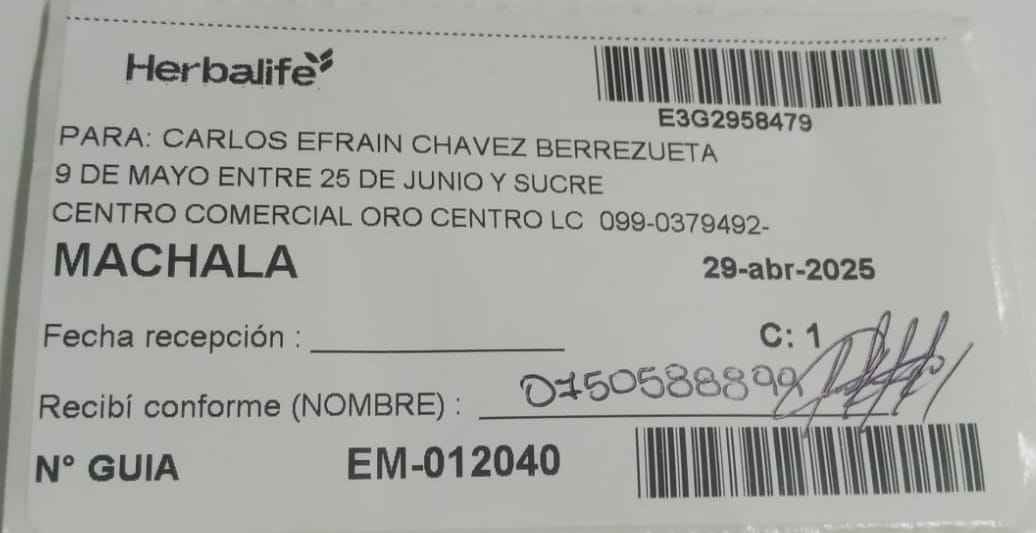 Herbalife
E3G2958479
PARA: CARLOS EFRAIN CHAVEZ BERREZUETA
9 DE MAYO ENTRE 25 DE JUNIO Y SUCRE
CENTRO COMERCIAL ORO CENTRO LC 099-0379492-
MACHALA 29-abr-2025
Fecha recepción : C: 1
Recibí conforme (NOMBRE) : 0750588899
N° GUIA EM-012040